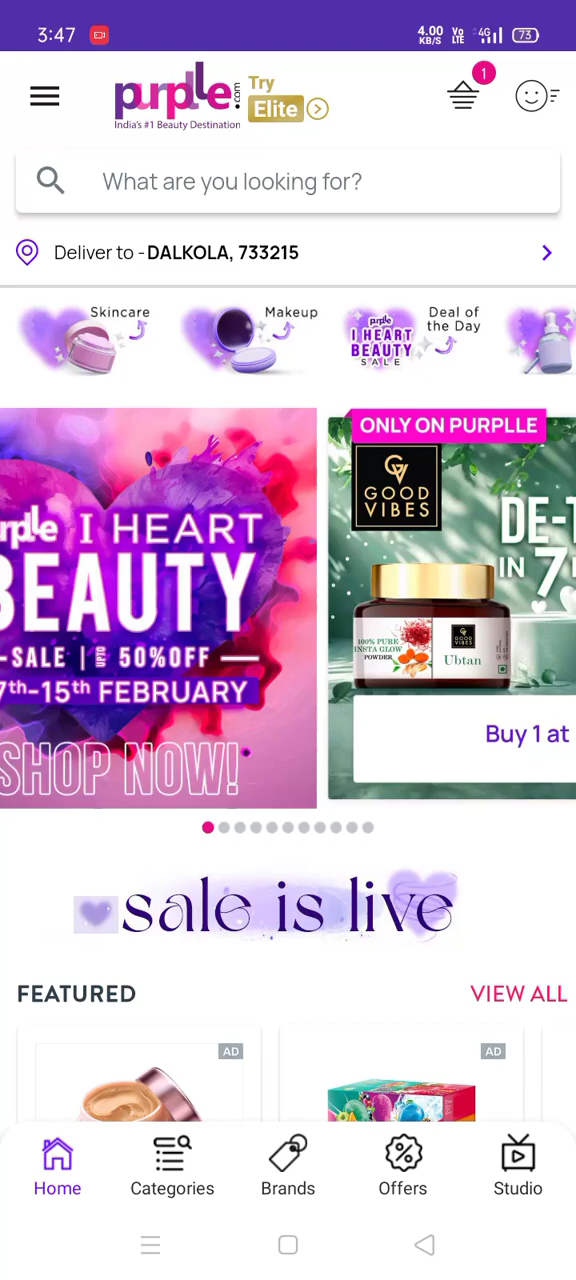 3:47
4.00 KB/S
Vo LTE
4G
73
purplle.com
India's #1 Beauty Destination
Try
Elite
1
What are you looking for?
Deliver to - DALKOLA, 733215
Skincare
Makeup
purplle
I HEART
BEAUTY
SALE
Deal of
the Day
rplle I HEART
BEAUTY
SALE | UPTO 50%OFF
7th-15th FEBRUARY
SHOP NOW!
ONLY ON PURPLLE
GV
GOOD
VIBES
DE-T
IN 7
100% PURE
INSTA GLOW
POWDER
GOOD
VIBES
Ubtan
Buy 1 at
sale is live
FEATURED
VIEW ALL
AD
AD
Home
Categories
Brands
Offers
Studio